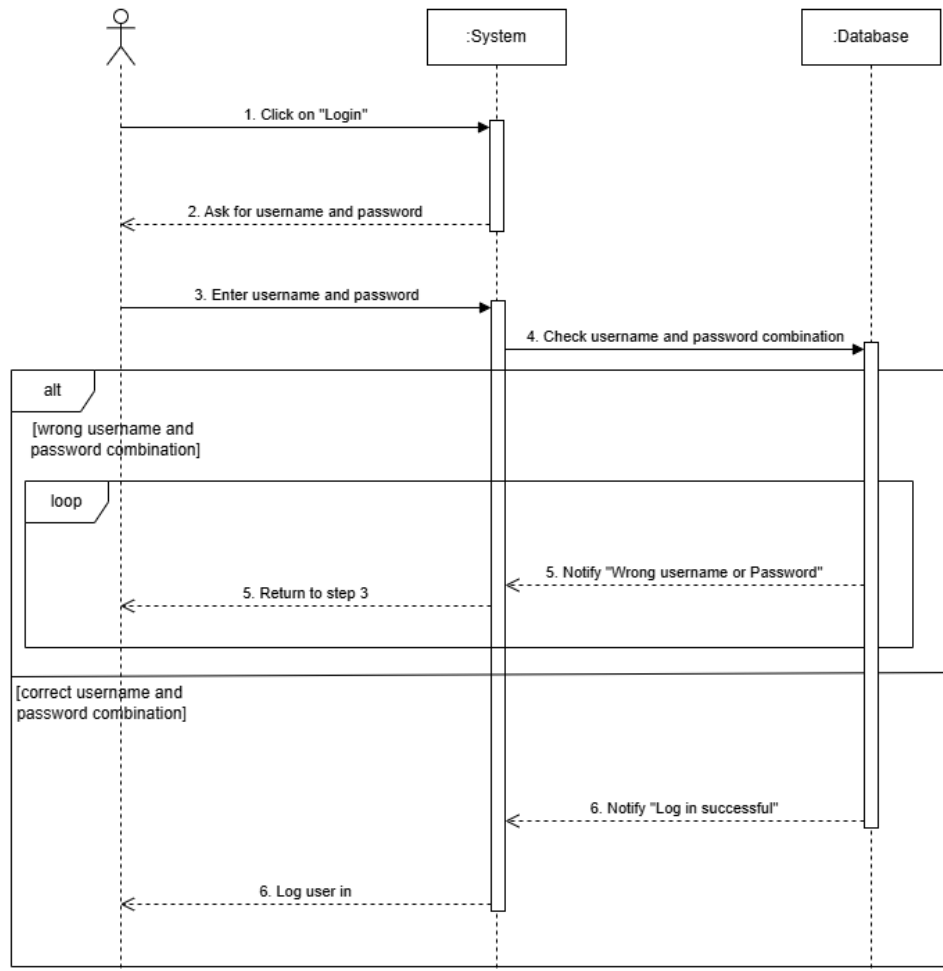 :System
:Database
1. Click on "Login"
2. Ask for username and password
3. Enter username and password
4. Check username and password combination
alt
[wrong username and
password combination]
loop
5. Notify "Wrong username or Password"
5. Return to step 3
[correct username and
password combination]
6. Notify "Log in successful"
6. Log user in